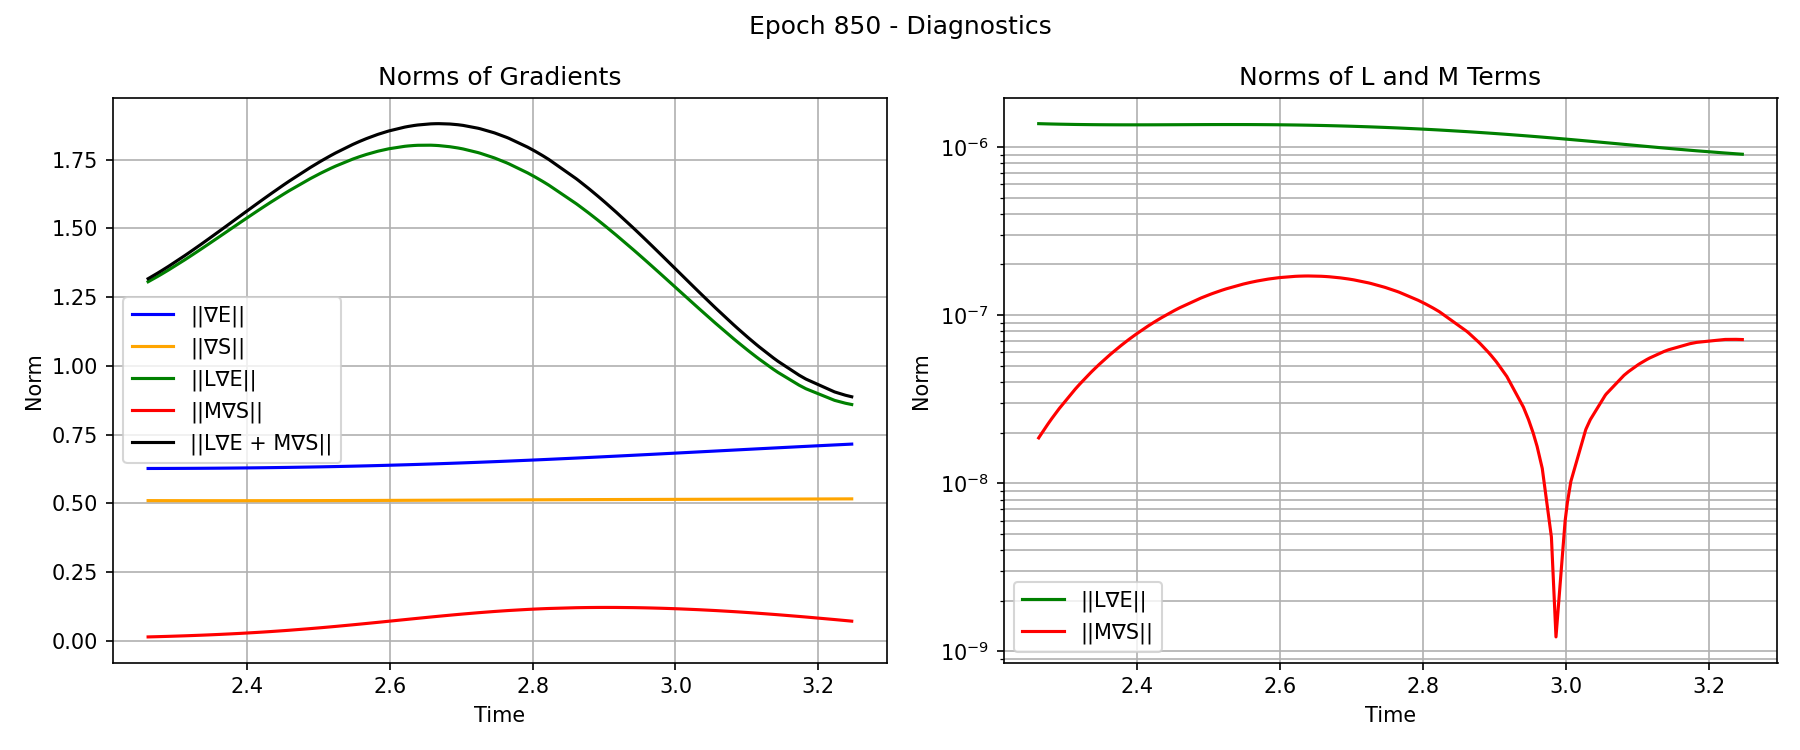 Epoch 850 - Diagnostics
Norms of Gradients
Norm
1.75
1.50
1.25
1.00
0.75
0.50
0.25
0.00
||∇E||
||∇S||
||L∇E||
||M∇S||
||L∇E + M∇S||
2.4
2.6
2.8
3.0
3.2
Time
Norms of L and M Terms
Norm
10⁻⁶
10⁻⁷
10⁻⁸
10⁻⁹
||L∇E||
||M∇S||
2.4
2.6
2.8
3.0
3.2
Time